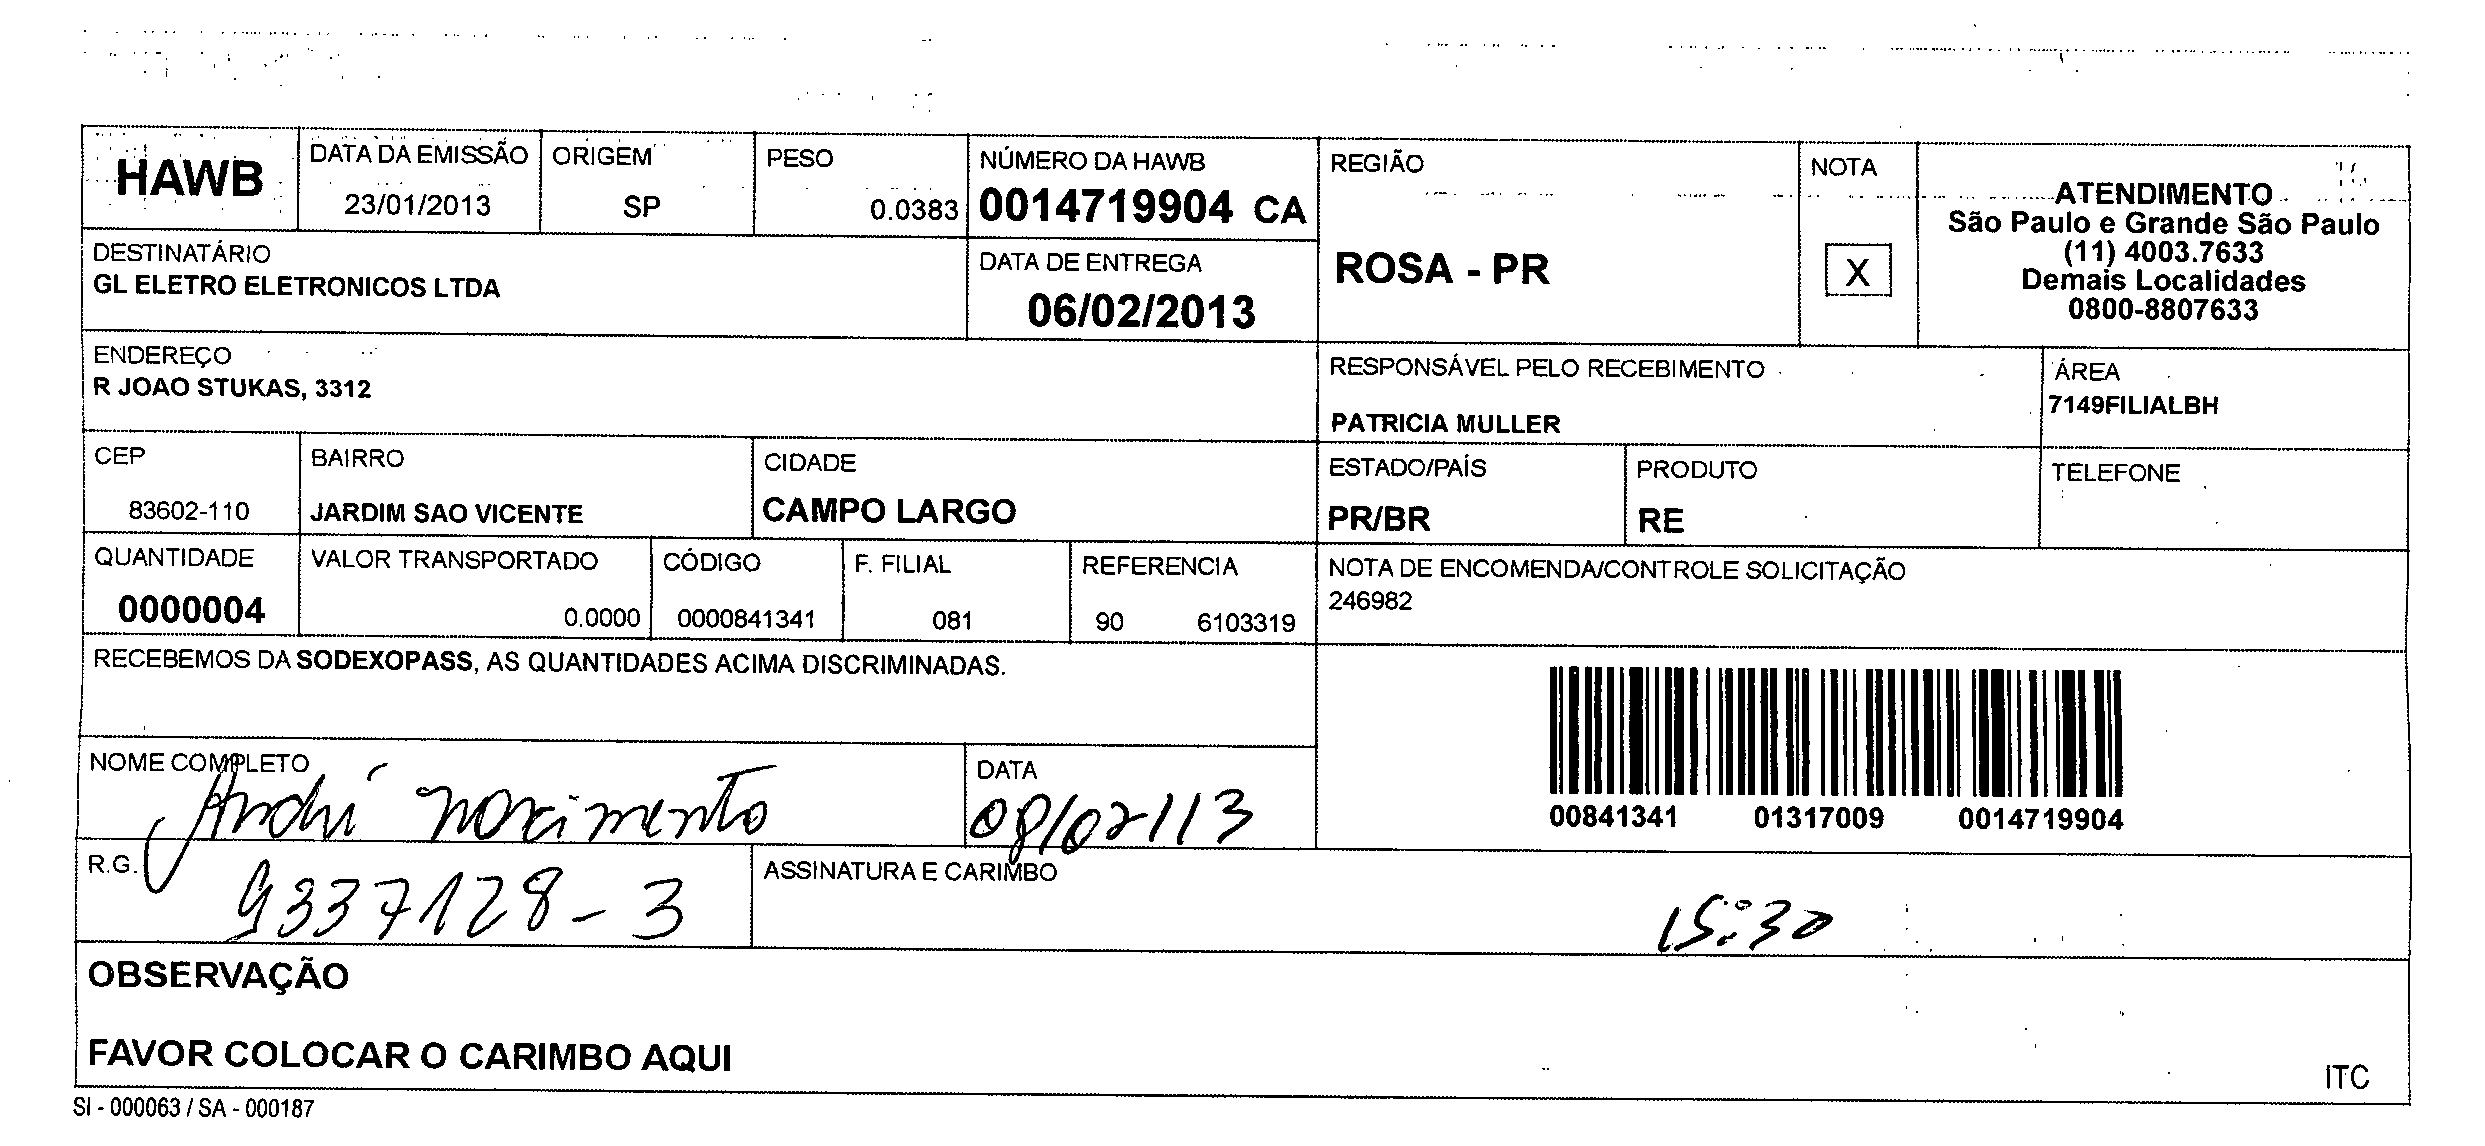 HAWB
DATA DA EMISSÃO
23/01/2013
ORIGEM
SP
PESO
0.0383
NÚMERO DA HAWB
0014719904 CA
REGIÃO
ROSA - PR
NOTA
X
ATENDIMENTO
São Paulo e Grande São Paulo
(11) 4003.7633
Demais Localidades
0800-8807633
DESTINATÁRIO
GL ELETRO ELETRONICOS LTDA
DATA DE ENTREGA
06/02/2013
ENDEREÇO
R JOAO STUKAS, 3312
RESPONSÁVEL PELO RECEBIMENTO
PATRICIA MULLER
ÁREA
7149FILIALBH
CEP
83602-110
BAIRRO
JARDIM SAO VICENTE
CIDADE
CAMPO LARGO
ESTADO/PAÍS
PR/BR
PRODUTO
RE
TELEFONE
QUANTIDADE
0000004
VALOR TRANSPORTADO
0.0000
CÓDIGO
0000841341
F. FILIAL
081
REFERENCIA
90 6103319
NOTA DE ENCOMENDA/CONTROLE SOLICITAÇÃO
246982
RECEBEMOS DA SODEXOPASS, AS QUANTIDADES ACIMA DISCRIMINADAS.
00841341 01317009 0014719904
NOME COMPLETO
André
DATA
08/02/13
R.G.
9337128-3
ASSINATURA E CARIMBO
15:30
OBSERVAÇÃO
FAVOR COLOCAR O CARIMBO AQUI
ITC
SI - 000063 / SA - 000187